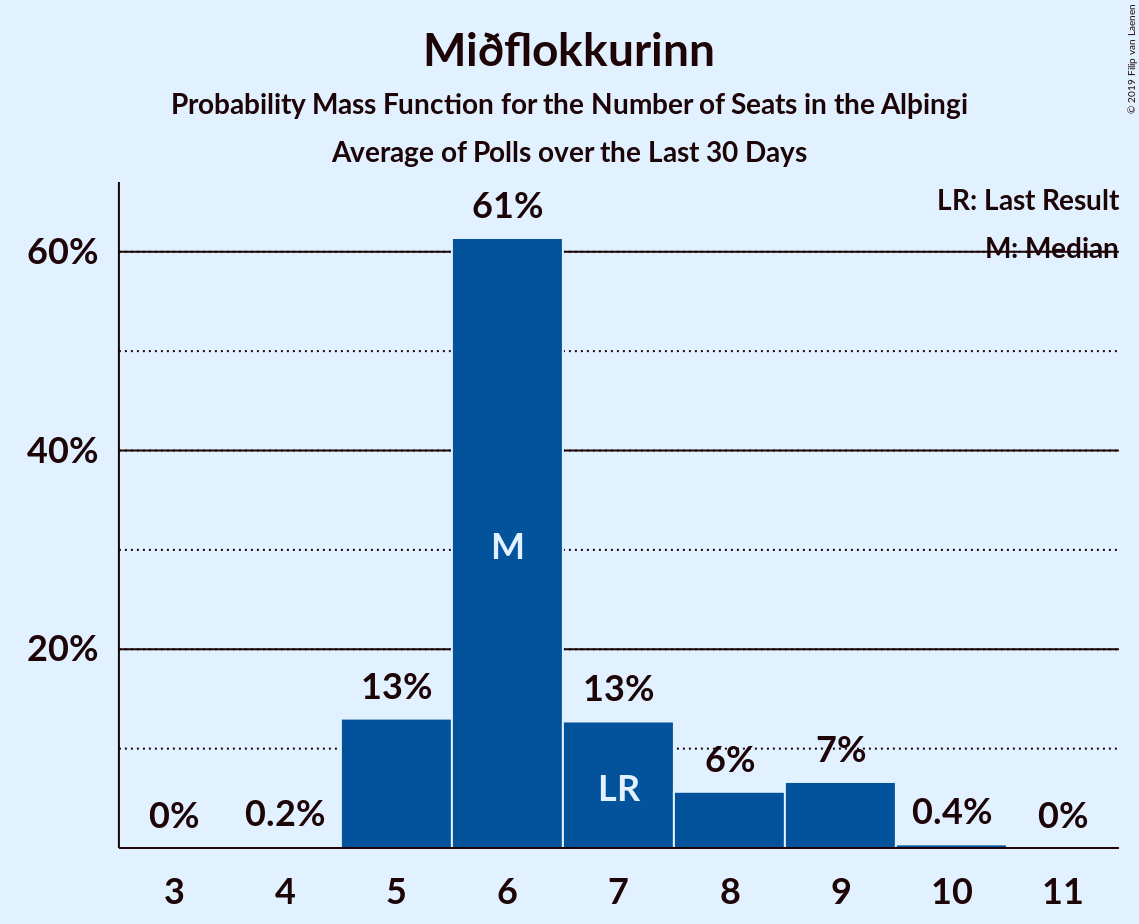 Miðflokkurinn
Probability Mass Function for the Number of Seats in the Alþingi
Average of Polls over the Last 30 Days
© 2019 Filip van Laenen
LR: Last Result
M: Median
61%
60%
40%
M
20%
13%
13%
6%
7%
LR
0%
0.2%
0.4%
0%
3 4 5 6 7 8 9 10 11